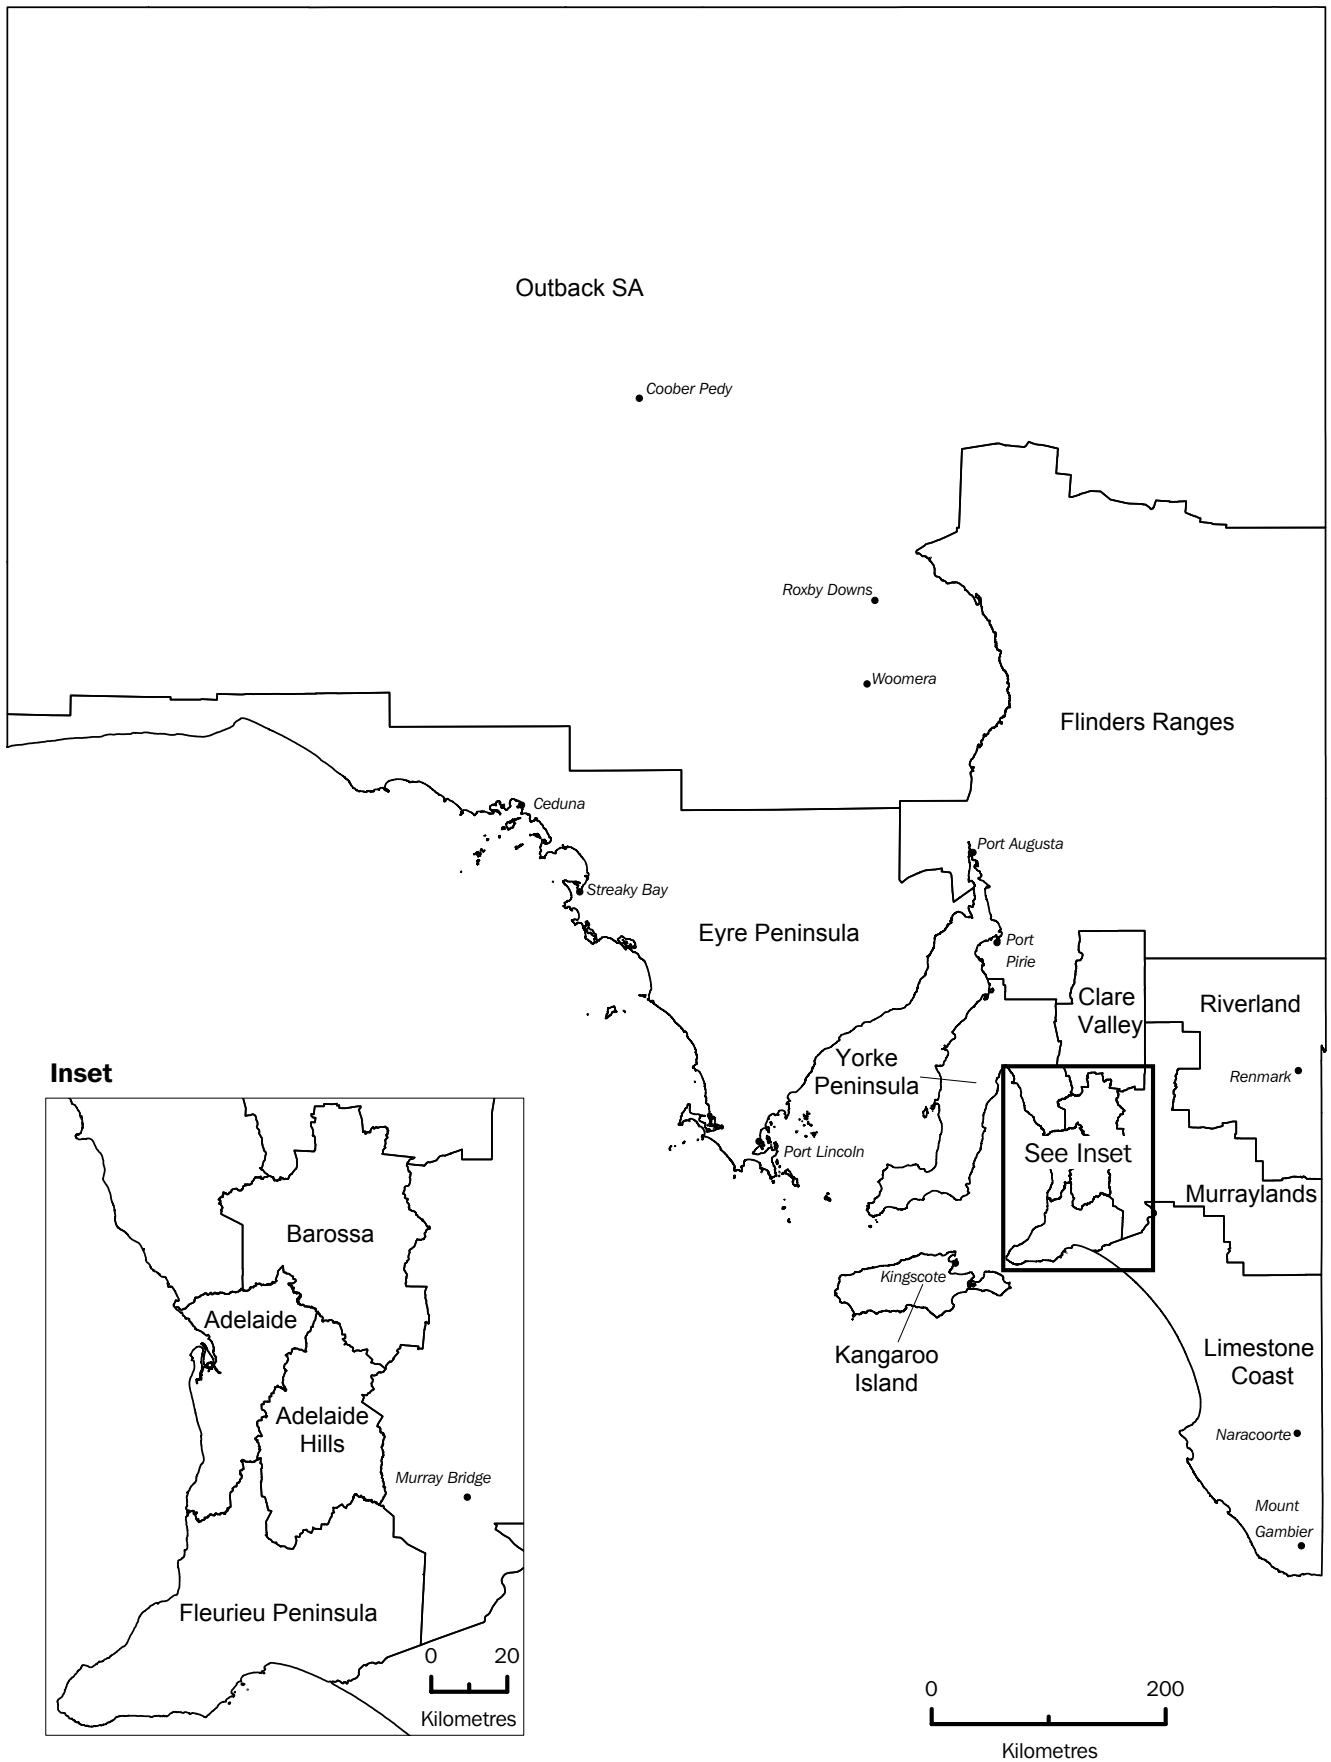 Outback SA
Coober Pedy
Roxby Downs
Woomera
Flinders Ranges
Ceduna
Port Augusta
Streaky Bay
Eyre Peninsula
Port
Pirie
Clare
Valley
Riverland
Yorke
Peninsula
Renmark
See Inset
Port Lincoln
Murraylands
Kingscote
Kangaroo
Island
Limestone
Coast
Naracoorte
Mount
Gambier
Inset
Barossa
Adelaide
Adelaide
Hills
Murray Bridge
Fleurieu Peninsula
0 20
Kilometres
0 200
Kilometres